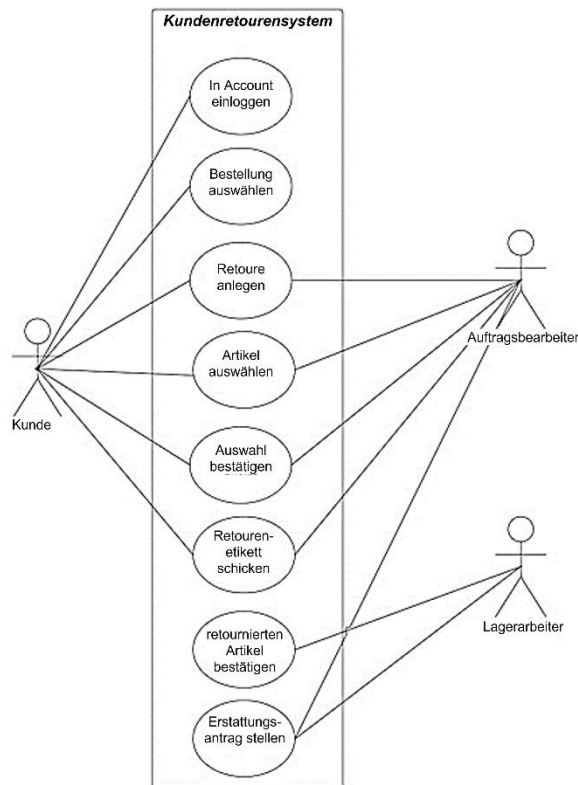 Kundenretourensystem
In Account
einloggen
Bestellung
auswählen
Retoure
anlegen
Auftragsbearbeiter
Artikel
auswählen
Kunde
Auswahl
bestätigen
Retouren-
etikett
schicken
Lagerarbeiter
retournierten
Artikel
bestätigen
Erstattungs-
antrag stellen